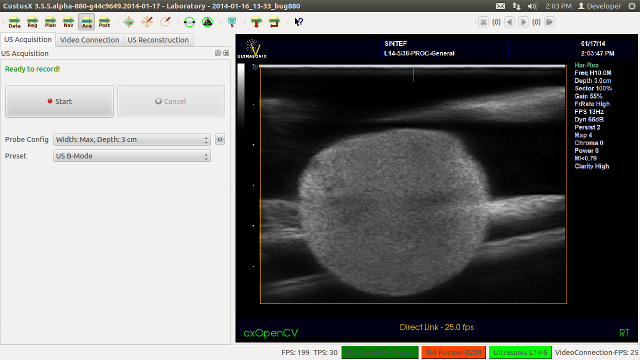 CustusX 3.5.5.alpha-880-g44c9649.2014-01-17 - Laboratory - 2014-01-16_13-33_bug880
2:03 PM Developer
Data Reg Plan Nav Acq Post (0) (0)
US Acquisition Video Connection US Reconstruction
US Acquisition
Ready to record!
Start Cancel
Probe Config Width: Max, Depth: 3 cm
Preset US B-Mode
ULTRASONIX
SINTEF
L14-5/38-PROC-General
01/17/14
2:03:47 PM
Har-Res
Freq H10.0M
Depth 3.0cm
Sector 100%
Gain 55%
FrRate High
FPS 13Hz
Dyn 66dB
Persist 2
Map 4
Chroma 0
Power 0
MI<0.79
Clarity High
cxOpenCV
Direct Link - 25.0 fps
RT
FPS: 199 TPS: 30 SW Pointer-8229 Ultrasonix L14-5 VideoConnection-FPS: 25